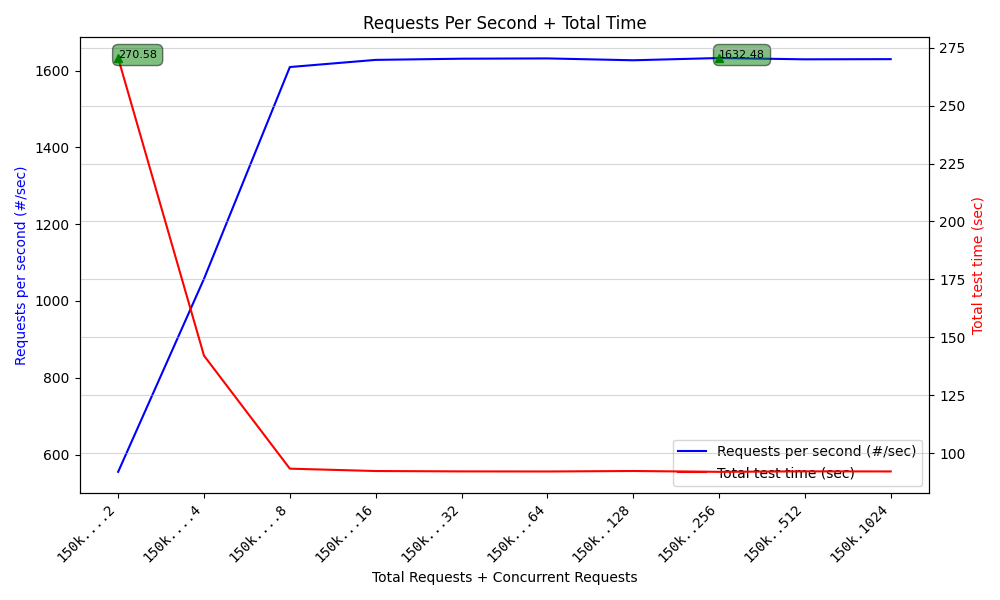 Requests Per Second + Total Time
270.58
1632.48
Requests per second (#/sec)
1600
1400
1200
1000
800
600
275
250
225
200
175
150
125
100
Total test time (sec)
Requests per second (#/sec)
Total test time (sec)
150k....2
150k....4
150k....8
150k...16
150k...32
150k...64
150k..128
150k..256
150k..512
150k.1024
Total Requests + Concurrent Requests